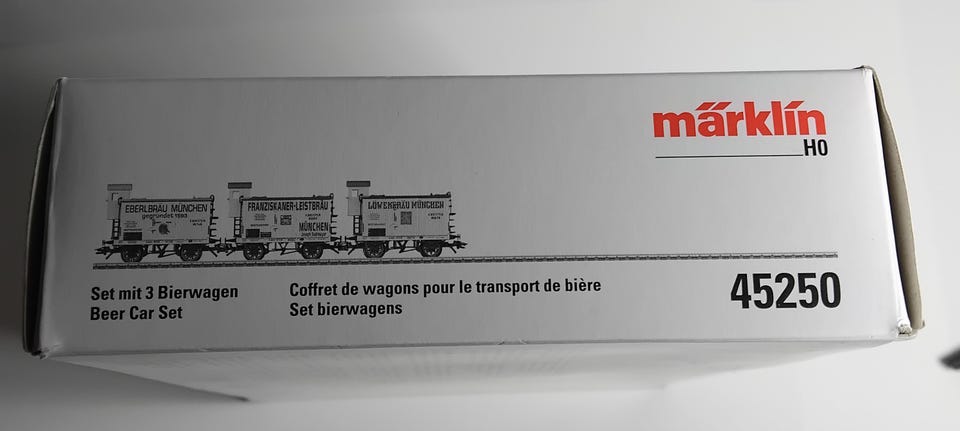 märklin
H0
EBERLBRÄU MÜNCHEN
gegründet 1593
FRANZISKANER-LEISTBRÄU
MÜNCHEN
LÖWENBRÄU MÜNCHEN
Set mit 3 Bierwagen
Beer Car Set
Coffret de wagons pour le transport de bière
Set bierwagens
45250